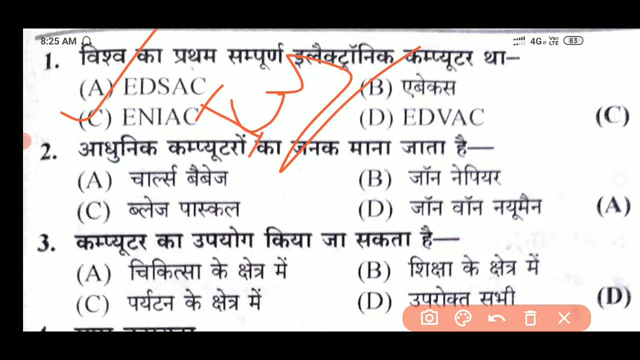 8:25 AM 4G Vo LTE 83
1. विश्व का प्रथम सम्पूर्ण इलैक्ट्रॉनिक कम्प्यूटर था-
(A) EDSAC (B) एबेकस
(C) ENIAC (D) EDVAC (C)
2. आधुनिक कम्प्यूटरों का जनक माना जाता है—
(A) चार्ल्स बैबेज (B) जॉन नेपियर
(C) ब्लेज पास्कल (D) जॉन वॉन नयूमैन (A)
3. कम्प्यूटर का उपयोग किया जा सकता है—
(A) चिकित्सा के क्षेत्र में (B) शिक्षा के क्षेत्र में
(C) पर्यटन के क्षेत्र में (D) उपरोक्त सभी (D)